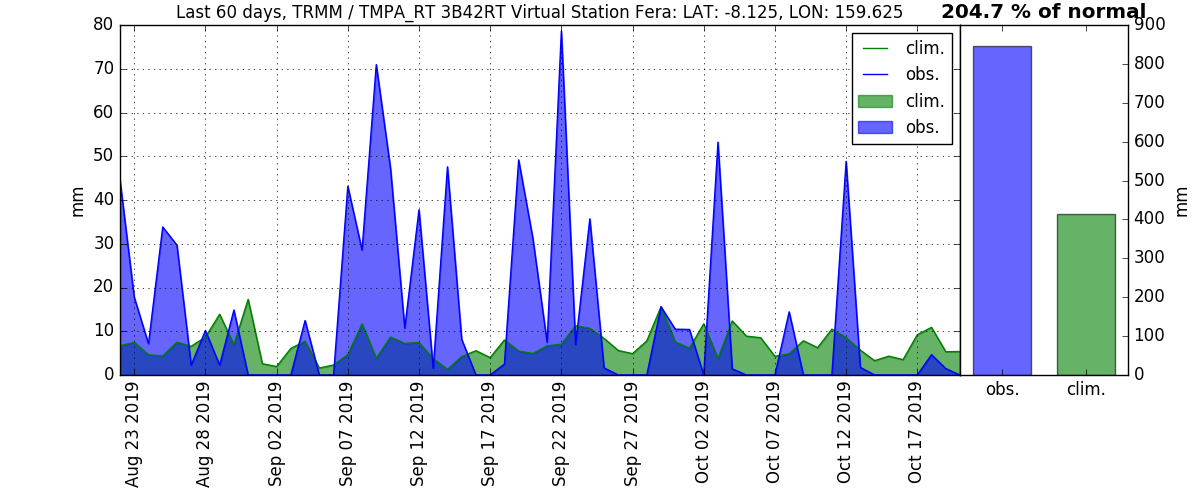 Last 60 days, TRMM / TMPA_RT 3B42RT Virtual Station Fera: LAT: -8.125, LON: 159.625
204.7 % of normal
clim.
obs.
clim.
obs.
mm
80
70
60
50
40
30
20
10
0
Aug 23 2019
Aug 28 2019
Sep 02 2019
Sep 07 2019
Sep 12 2019
Sep 17 2019
Sep 22 2019
Sep 27 2019
Oct 02 2019
Oct 07 2019
Oct 12 2019
Oct 17 2019
900
800
700
600
500
400
300
200
100
0
mm
obs.
clim.